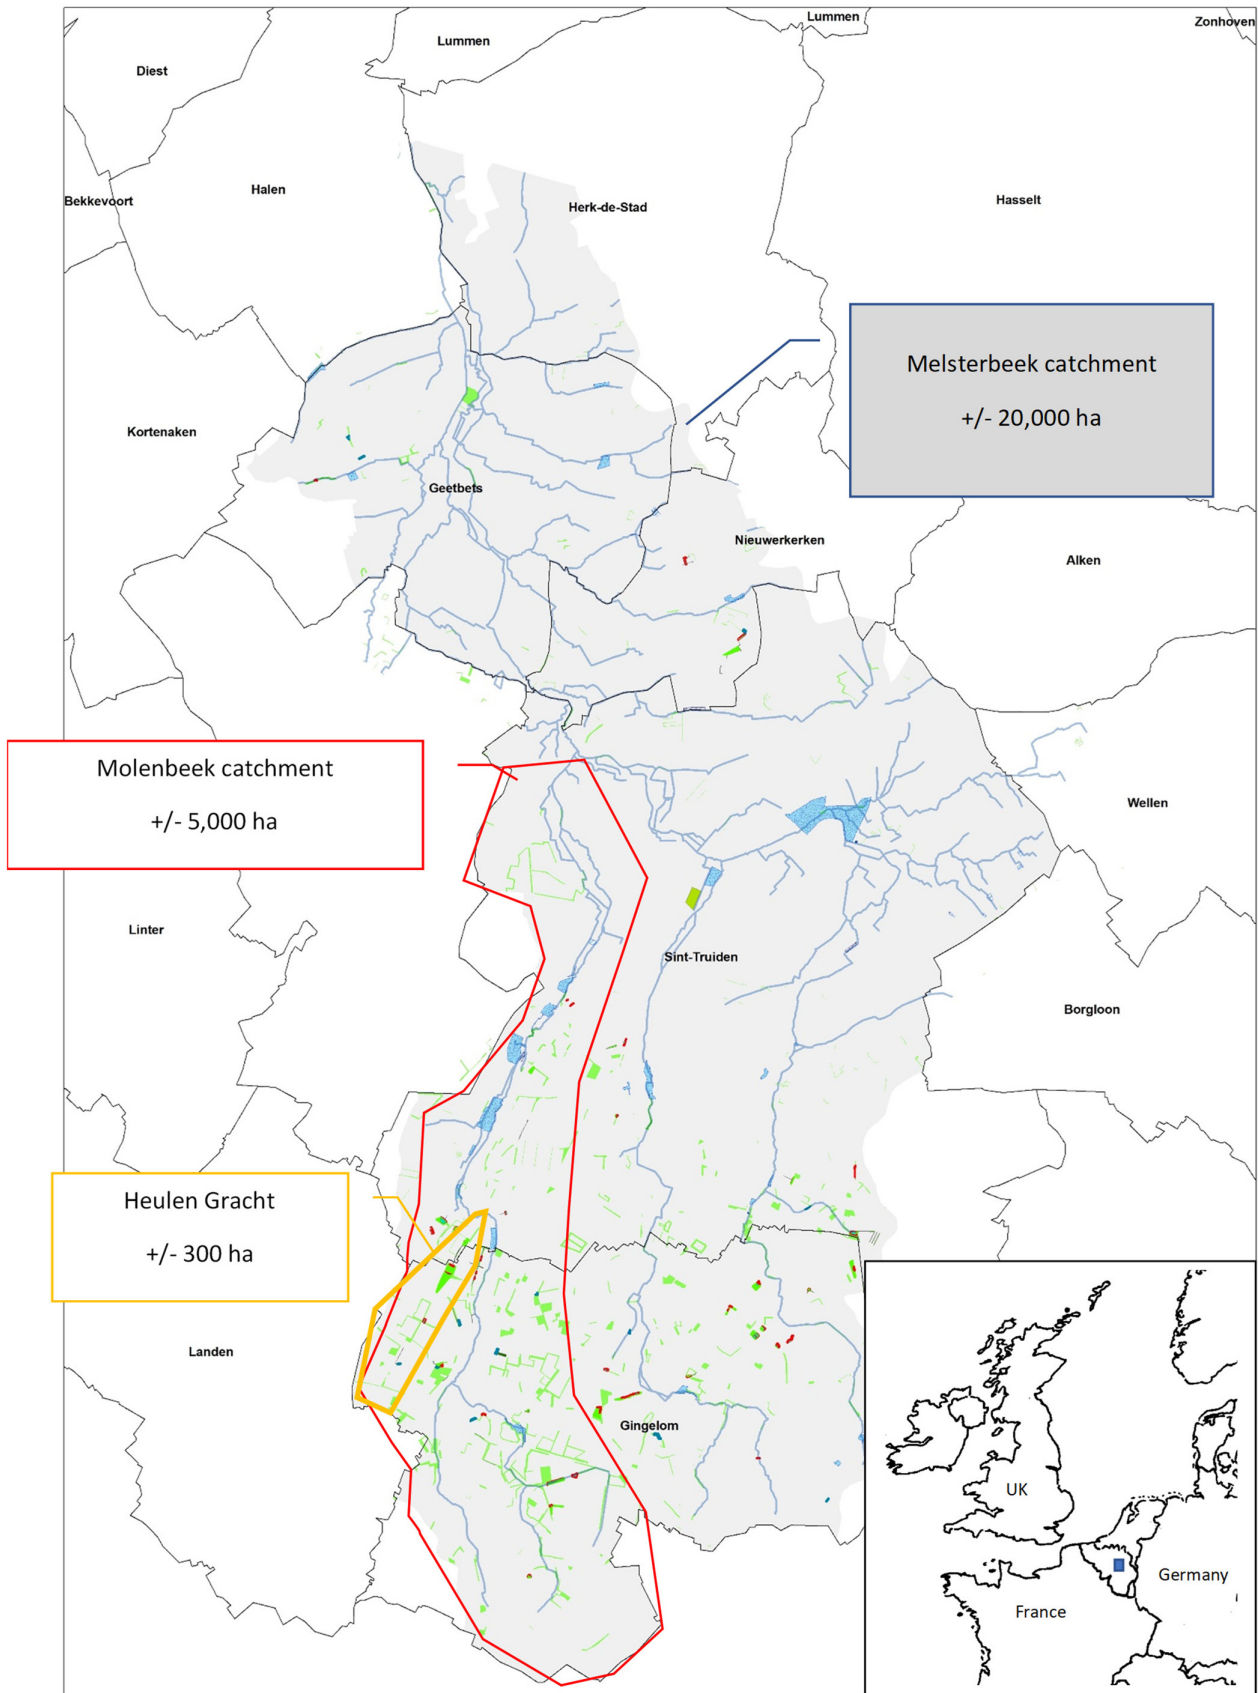 Lummen
Zonhoven
Lummen
Diest
Halen
Bekkevoort
Hasselt
Herk-de-Stad
Melsterbeek catchment
+/- 20,000 ha
Kortenaken
Geetbets
Nieuwerkerken
Alken
Molenbeek catchment
+/- 5,000 ha
Wellen
Linter
Sint-Truiden
Borgloon
Heulen Gracht
+/- 300 ha
Landen
Gingelom
UK
Germany
France